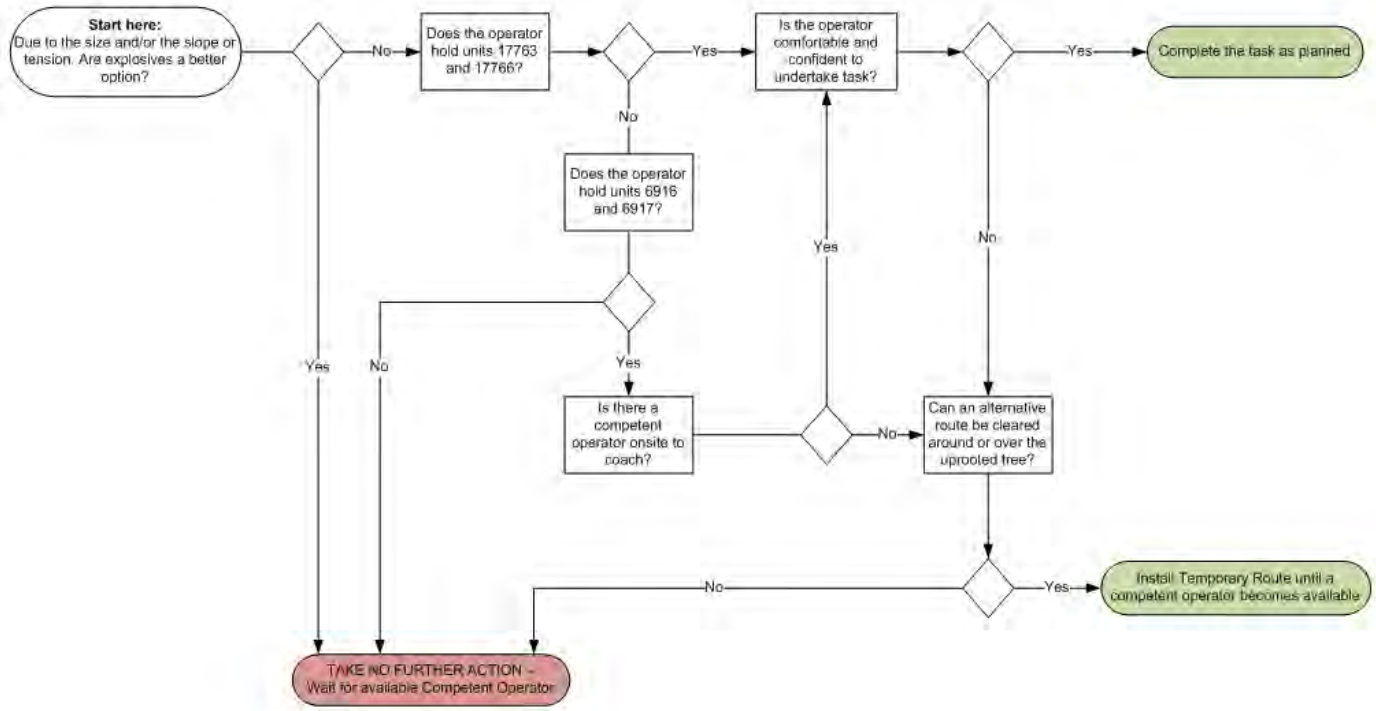 Start here:
Due to the size and/or the slope or
tension. Are explosives a better
option?
No
Does the operator
hold units 17763
and 17766?
Yes
Is the operator
comfortable and
confident to
undertake task?
Yes
Complete the task as planned
No
Does the operator
hold units 6916
and 6917?
Yes
No
Yes
No
Yes
Is there a
competent
operator onsite to
coach?
No
Can an alternative
route be cleared
around or over the
uprooted tree?
No
Yes
Install Temporary Route until a
competent operator becomes available
TAKE NO FURTHER ACTION –
Wait for available Competent Operator